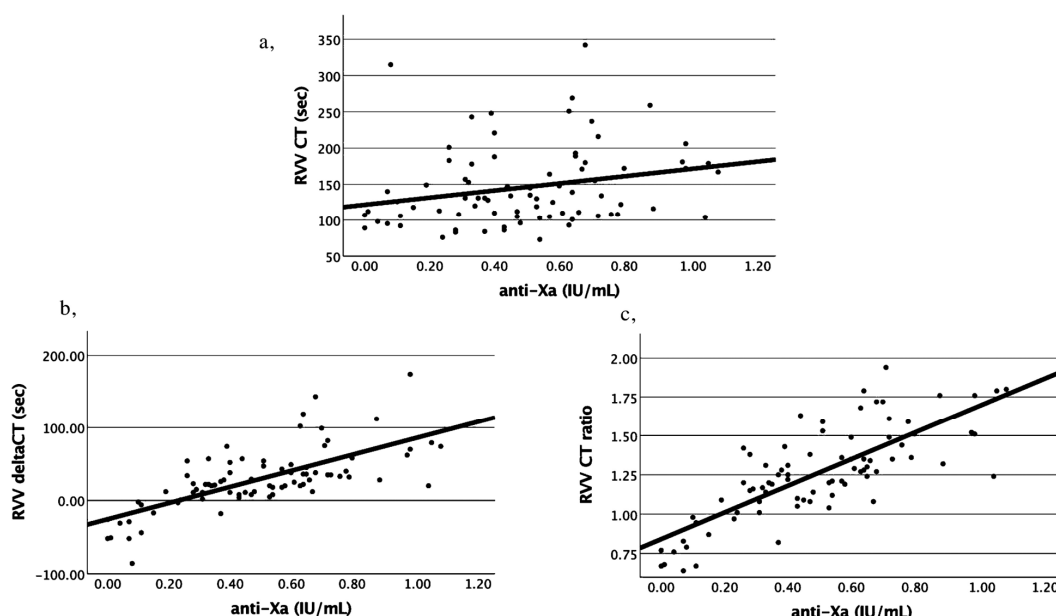 a,
RVV CT (sec)
350
300
250
200
150
100
50
0.00 0.20 0.40 0.60 0.80 1.00 1.20
anti-Xa (IU/mL)
b,
RVV deltaCT (sec)
200.00
100.00
0.00
-100.00
0.00 0.20 0.40 0.60 0.80 1.00 1.20
anti-Xa (IU/mL)
c,
RVV CT ratio
2.00
1.75
1.50
1.25
1.00
0.75
0.00 0.20 0.40 0.60 0.80 1.00 1.20
anti-Xa (IU/mL)